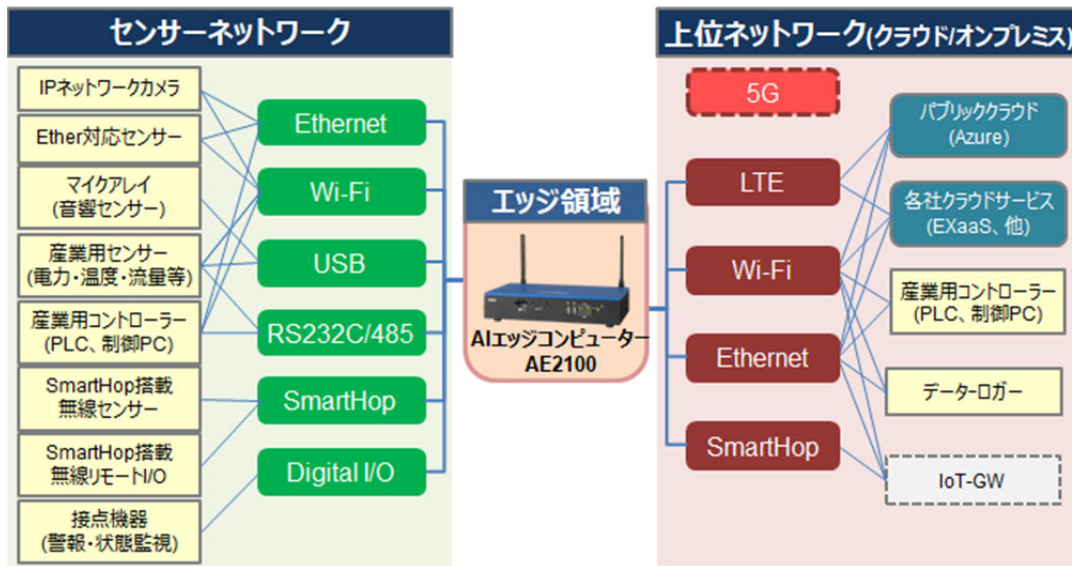 センサーネットワーク
IPネットワークカメラ
Ether対応センサー
マイクアレイ
(音響センサー)
産業用センサー
(電力・温度・流量等)
産業用コントローラー
(PLC、制御PC)
SmartHop搭載
無線センサー
SmartHop搭載
無線リモートI/O
接点機器
(警報・状態監視)
Ethernet
Wi-Fi
USB
RS232C/485
SmartHop
Digital I/O
エッジ領域
AIエッジコンピューター
AE2100
上位ネットワーク(クラウド/オンプレミス)
5G
LTE
Wi-Fi
Ethernet
SmartHop
パブリッククラウド
(Azure)
各社クラウドサービス
(EXaaS、他)
産業用コントローラー
(PLC、制御PC)
データーロガー
IoT-GW